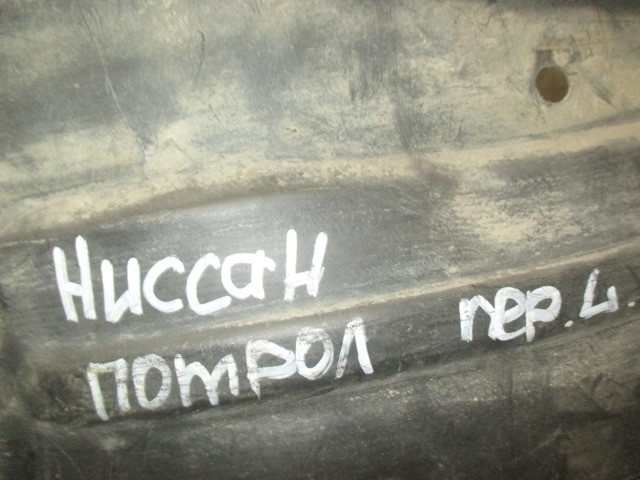 Ниссан
потрол пер. L.